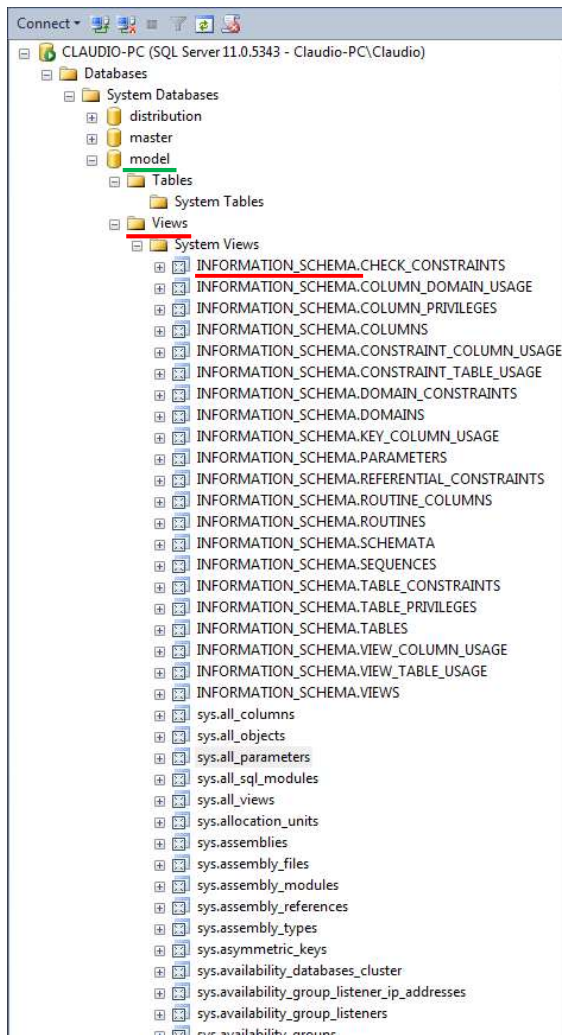 Connect
CLAUDIO-PC (SQL Server 11.0.5343 - Claudio-PC\Claudio)
Databases
System Databases
distribution
master
model
Tables
System Tables
Views
System Views
INFORMATION_SCHEMA.CHECK_CONSTRAINTS
INFORMATION_SCHEMA.COLUMN_DOMAIN_USAGE
INFORMATION_SCHEMA.COLUMN_PRIVILEGES
INFORMATION_SCHEMA.COLUMNS
INFORMATION_SCHEMA.CONSTRAINT_COLUMN_USAGE
INFORMATION_SCHEMA.CONSTRAINT_TABLE_USAGE
INFORMATION_SCHEMA.DOMAIN_CONSTRAINTS
INFORMATION_SCHEMA.DOMAINS
INFORMATION_SCHEMA.KEY_COLUMN_USAGE
INFORMATION_SCHEMA.PARAMETERS
INFORMATION_SCHEMA.REFERENTIAL_CONSTRAINTS
INFORMATION_SCHEMA.ROUTINE_COLUMNS
INFORMATION_SCHEMA.ROUTINES
INFORMATION_SCHEMA.SCHEMATA
INFORMATION_SCHEMA.SEQUENCES
INFORMATION_SCHEMA.TABLE_CONSTRAINTS
INFORMATION_SCHEMA.TABLE_PRIVILEGES
INFORMATION_SCHEMA.TABLES
INFORMATION_SCHEMA.VIEW_COLUMN_USAGE
INFORMATION_SCHEMA.VIEW_TABLE_USAGE
INFORMATION_SCHEMA.VIEWS
sys.all_columns
sys.all_objects
sys.all_parameters
sys.all_sql_modules
sys.all_views
sys.allocation_units
sys.assemblies
sys.assembly_files
sys.assembly_modules
sys.assembly_references
sys.assembly_types
sys.asymmetric_keys
sys.availability_databases_cluster
sys.availability_group_listener_ip_addresses
sys.availability_group_listeners
sys.availability_groups